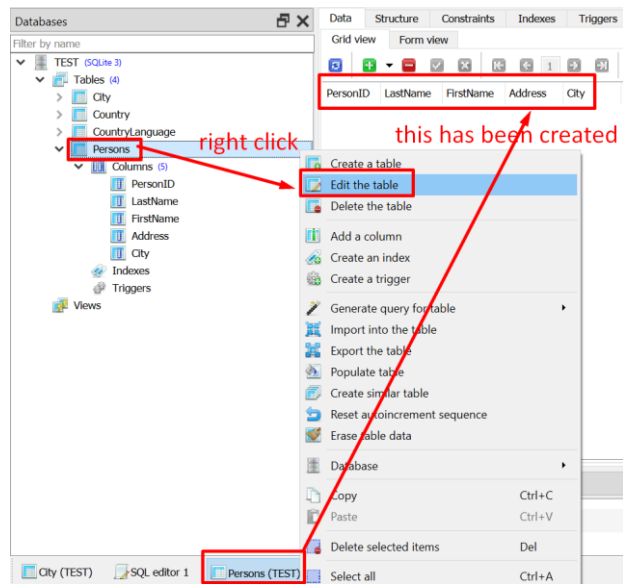 Databases
Filter by name
TEST (SQLite 3)
Tables (4)
City
Country
CountryLanguage
Persons
Columns (5)
PersonID
LastName
FirstName
Address
City
Indexes
Triggers
Views
right click
Data Structure Constraints Indexes Triggers
Grid view Form view
1
PersonID LastName FirstName Address City
this has been created
Create a table
Edit the table
Delete the table
Add a column
Create an index
Create a trigger
Generate query for table
Import into the table
Export the table
Populate table
Create similar table
Reset autoincrement sequence
Erase table data
Database
Copy Ctrl+C
Paste Ctrl+V
Delete selected items Del
Select all Ctrl+A
City (TEST) SQL editor 1 Persons (TEST)